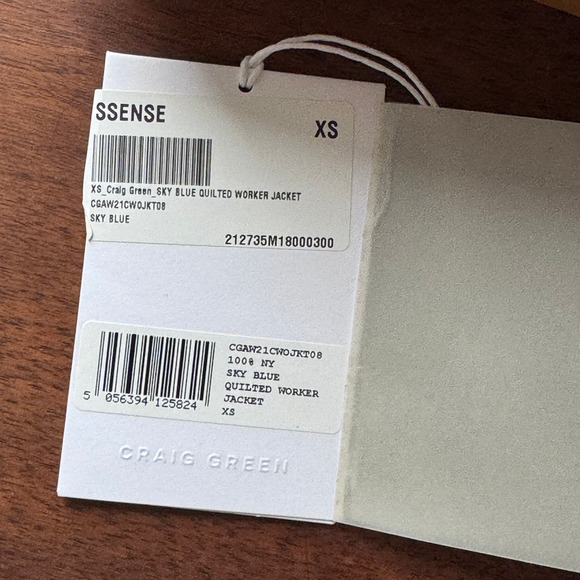 SSENSE
XS
XS_Craig Green_SKY BLUE QUILTED WORKER JACKET
CGAW21CWOJKT08
SKY BLUE
212735M18000300
CGAW21CWOJKT08
100% NY
SKY BLUE
QUILTED WORKER
JACKET
XS
5 056394 125824
CRAIG GREEN